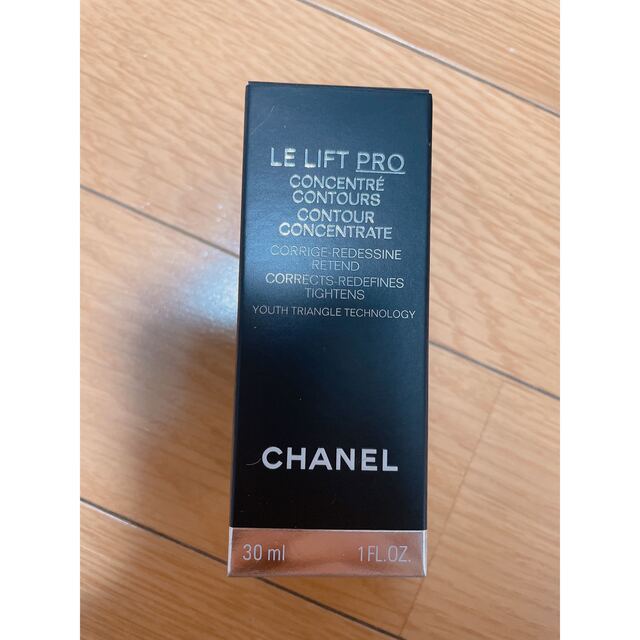 LE LIFT PRO
CONCENTRÉ
CONTOURS
CONTOUR
CONCENTRATE
CORRIGE-REDESSINE
RETEND
CORRECTS-REDEFINES
TIGHTENS
YOUTH TRIANGLE TECHNOLOGY
CHANEL
30 ml 1 FL.OZ.